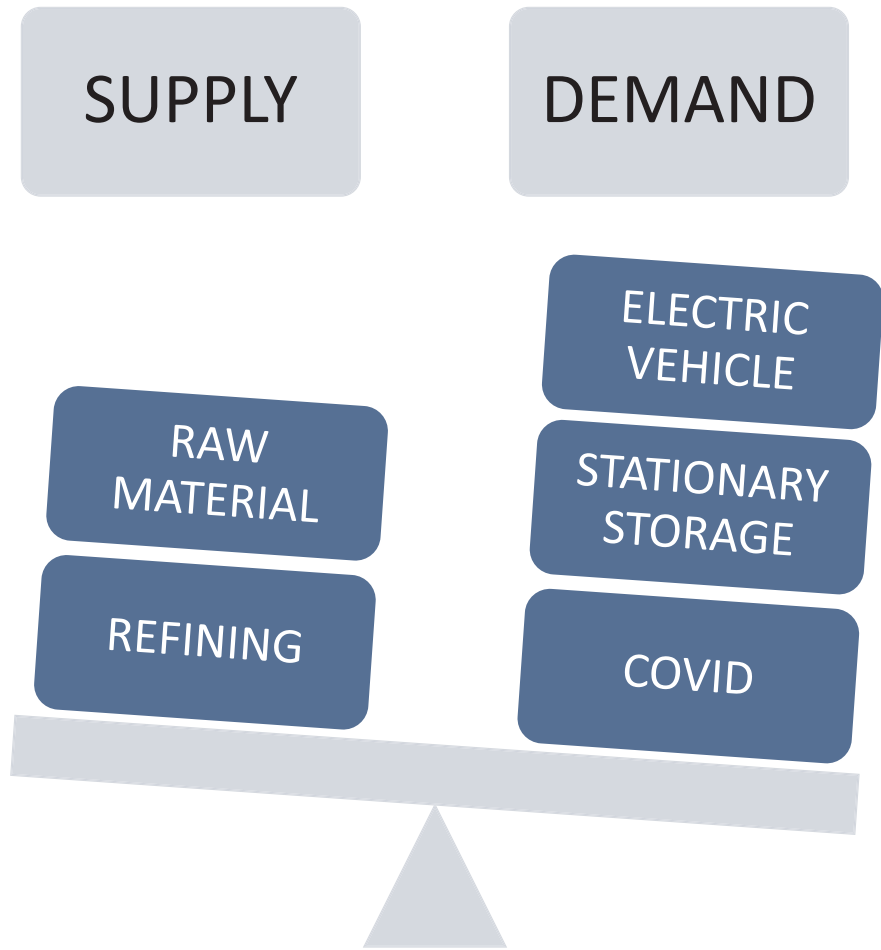 SUPPLY
DEMAND
RAW
MATERIAL
REFINING
ELECTRIC
VEHICLE
STATIONARY
STORAGE
COVID